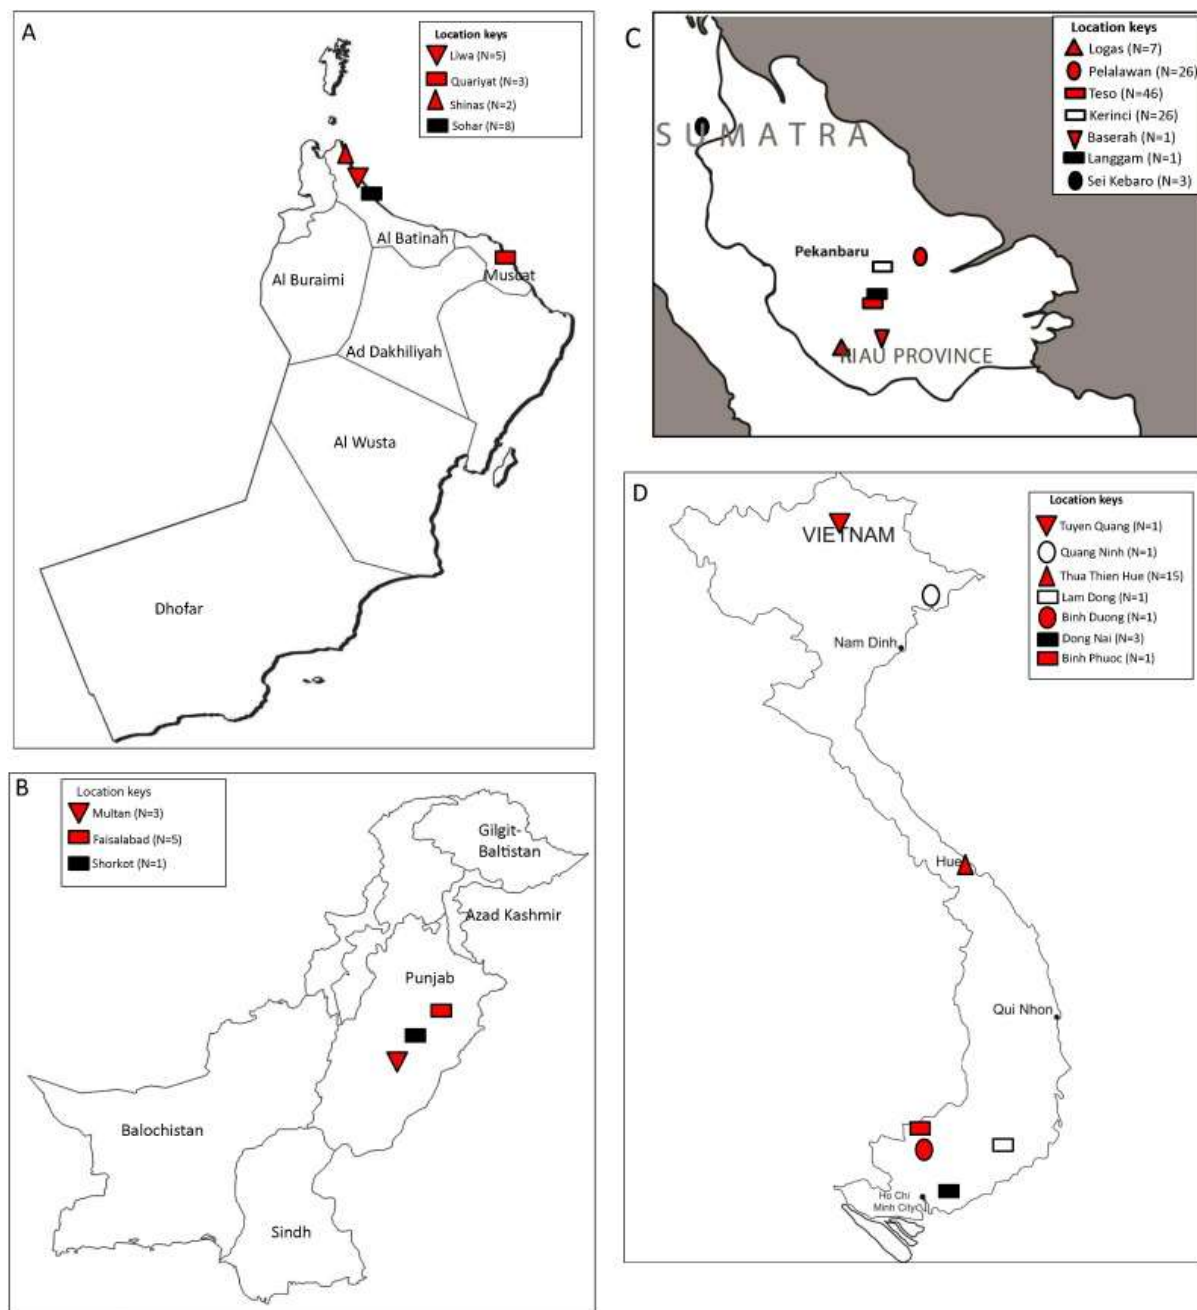 A
Location keys
Liwa (N=5)
Quariyat (N=3)
Shinas (N=2)
Sohar (N=8)
Al Batinah
Muscat
Al Buraimi
Ad Dakhiliyah
Al Wusta
Dhofar
B
Location keys
Multan (N=3)
Faisalabad (N=5)
Shorkot (N=1)
Gilgit-
Baltistan
Azad Kashmir
Punjab
Balochistan
Sindh
C
Location keys
Logas (N=7)
Pelalawan (N=26)
Teso (N=46)
Kerinci (N=26)
Baserah (N=1)
Langgam (N=1)
Sei Kebaro (N=3)
SUMATRA
Pekanbaru
RIAU PROVINCE
D
Location keys
Tuyen Quang (N=1)
Quang Ninh (N=1)
Thua Thien Hue (N=15)
Lam Dong (N=1)
Binh Duong (N=1)
Dong Nai (N=3)
Binh Phuoc (N=1)
VIETNAM
Nam Dinh
Hue
Qui Nhon
Ho Chi
Minh City